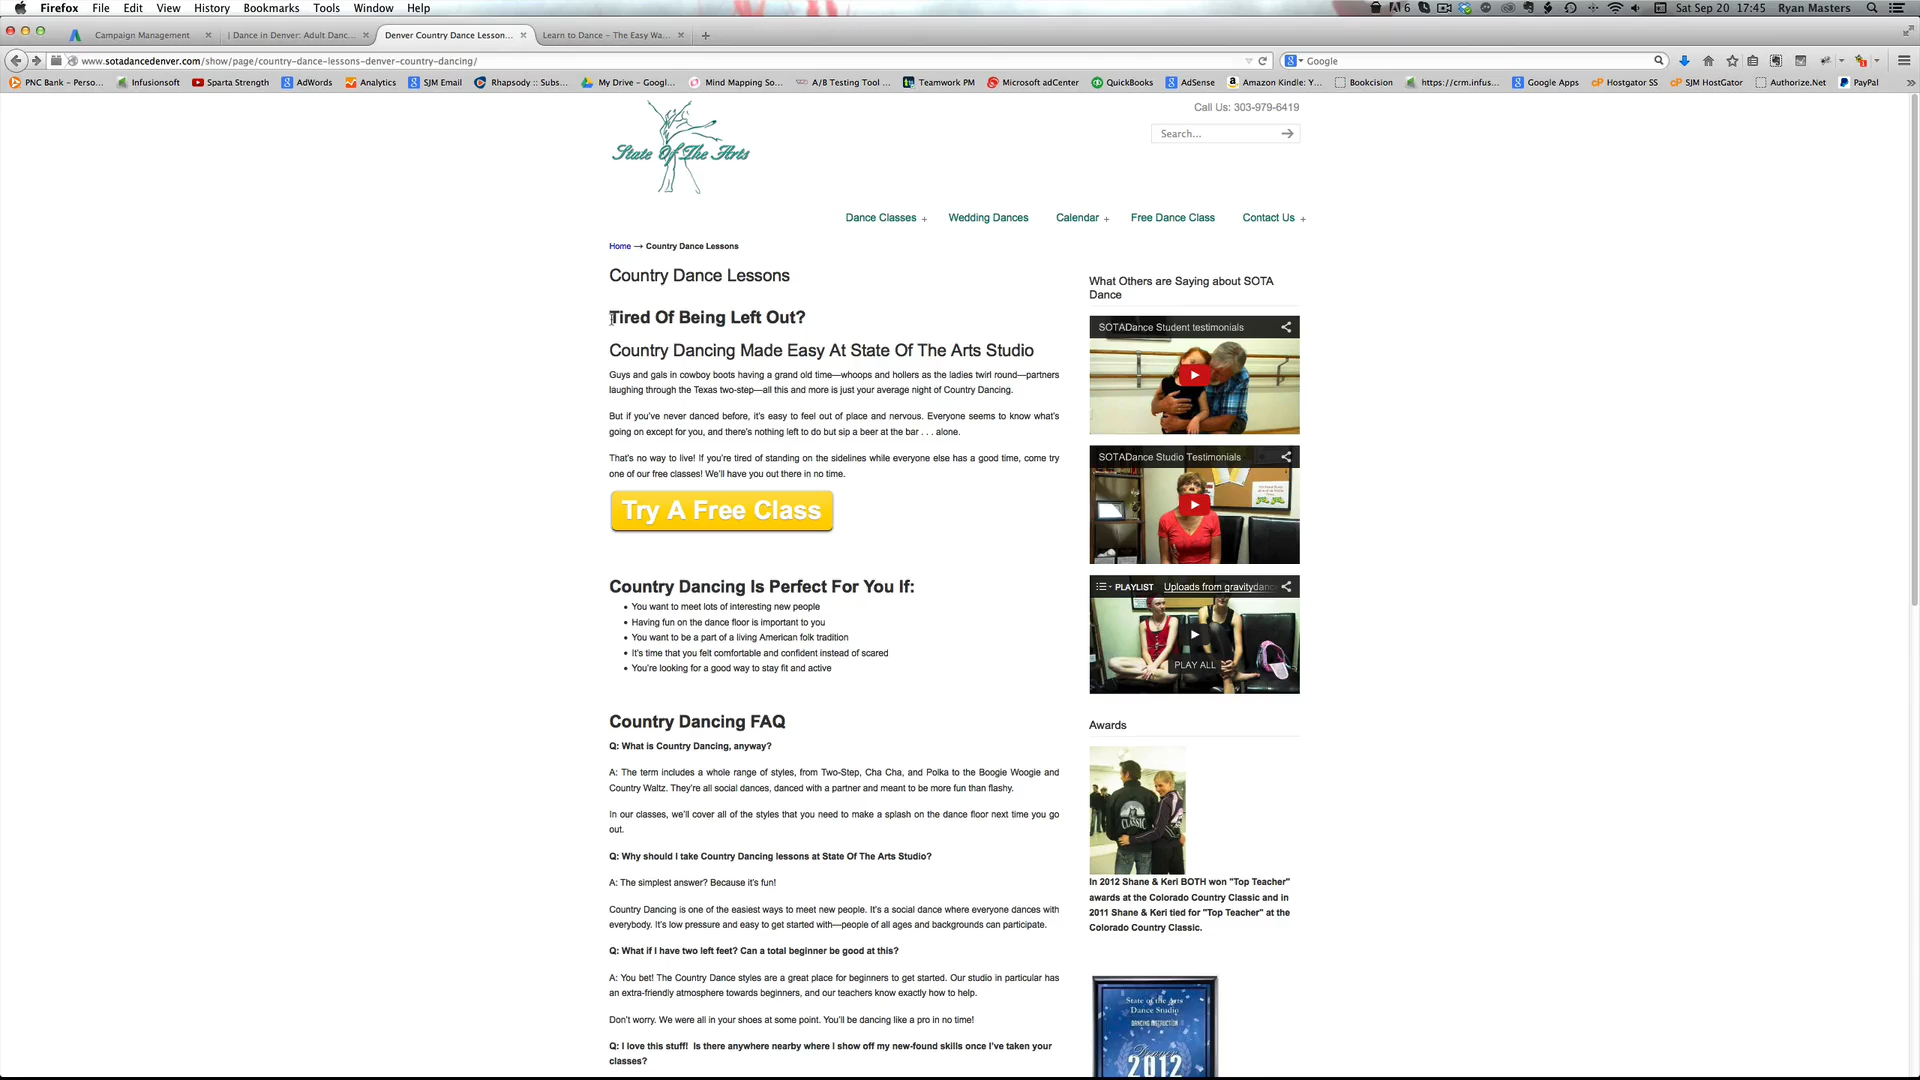 Firefox File Edit View History Bookmarks Tools Window Help 6 Sat Sep 20 17:45 Ryan Masters
Campaign Management | Dance in Denver: Adult Danc... Denver Country Dance Lesson... Learn to Dance – The Easy Wa...
www.sotadancedenver.com/show/page/country-dance-lessons-denver-country-dancing/ Google
PNC Bank – Perso... Infusionsoft Sparta Strength AdWords Analytics SJM Email Rhapsody :: Subs... My Drive – Googl... Mind Mapping So... A/B Testing Tool ... Teamwork PM Microsoft adCenter QuickBooks AdSense Amazon Kindle: Y... Bookcision https://crm.infus... Google Apps Hostgator SS SJM HostGator Authorize.Net PayPal
Call Us: 303-979-6419
Search...
State Of The Arts
Dance Classes + Wedding Dances Calendar + Free Dance Class Contact Us +
Home → Country Dance Lessons
Country Dance Lessons
Tired Of Being Left Out?
Country Dancing Made Easy At State Of The Arts Studio
Guys and gals in cowboy boots having a grand old time—whoops and hollers as the ladies twirl round—partners
laughing through the Texas two-step—all this and more is just your average night of Country Dancing.
But if you've never danced before, it's easy to feel out of place and nervous. Everyone seems to know what's
going on except for you, and there's nothing left to do but sip a beer at the bar . . . alone.
That's no way to live! If you're tired of standing on the sidelines while everyone else has a good time, come try
one of our free classes! We'll have you out there in no time.
Try A Free Class
Country Dancing Is Perfect For You If:
• You want to meet lots of interesting new people
• Having fun on the dance floor is important to you
• You want to be a part of a living American folk tradition
• It's time that you felt comfortable and confident instead of scared
• You're looking for a good way to stay fit and active
Country Dancing FAQ
Q: What is Country Dancing, anyway?
A: The term includes a whole range of styles, from Two-Step, Cha Cha, and Polka to the Boogie Woogie and
Country Waltz. They're all social dances, danced with a partner and meant to be more fun than flashy.
In our classes, we'll cover all of the styles that you need to make a splash on the dance floor next time you go
out.
Q: Why should I take Country Dancing lessons at State Of The Arts Studio?
A: The simplest answer? Because it's fun!
Country Dancing is one of the easiest ways to meet new people. It's a social dance where everyone dances with
everybody. It's low pressure and easy to get started with—people of all ages and backgrounds can participate.
Q: What if I have two left feet? Can a total beginner be good at this?
A: You bet! The Country Dance styles are a great place for beginners to get started. Our studio in particular has
an extra-friendly atmosphere towards beginners, and our teachers know exactly how to help.
Don't worry. We were all in your shoes at some point. You'll be dancing like a pro in no time!
Q: I love this stuff! Is there anywhere nearby where I show off my new-found skills once I've taken your
classes?
What Others are Saying about SOTA
Dance
SOTADance Student testimonials
SOTADance Studio Testimonials
PLAYLIST Uploads from gravitydanc
PLAY ALL
Awards
CLASSIC
In 2012 Shane & Keri BOTH won "Top Teacher"
awards at the Colorado Country Classic and in
2011 Shane & Keri tied for "Top Teacher" at the
Colorado Country Classic.
State of the Arts
Dance Studio
DANCING INSTRUCTION
Denver
2012